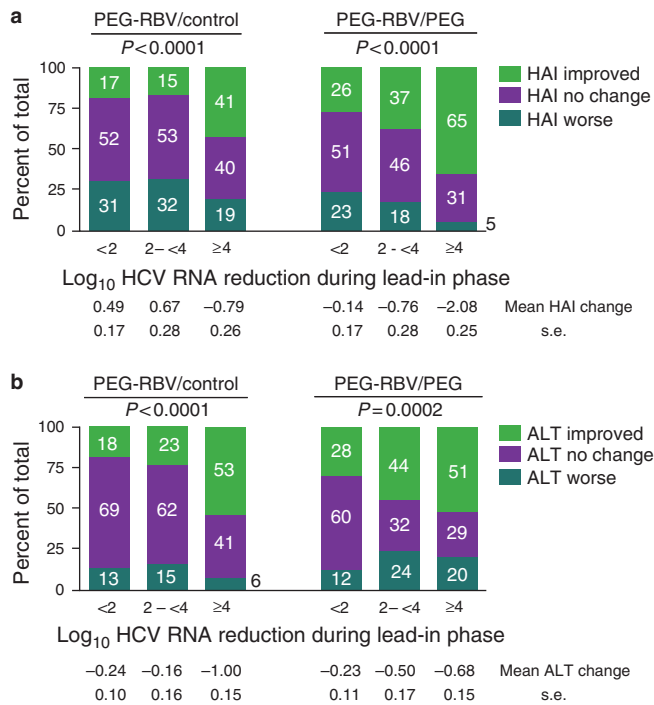 a
PEG-RBV/control PEG-RBV/PEG
P<0.0001 P<0.0001
Percent of total
100
75
50
25
0
17 15 41
52 53 40
31 32 19
26 37 65
51 46 31
23 18 5
HAI improved
HAI no change
HAI worse
<2 2–<4 ≥4 <2 2-<4 ≥4
Log10 HCV RNA reduction during lead-in phase
0.49 0.67 –0.79 –0.14 –0.76 –2.08 Mean HAI change
0.17 0.28 0.26 0.17 0.28 0.25 s.e.
b
PEG-RBV/control PEG-RBV/PEG
P<0.0001 P=0.0002
Percent of total
100
75
50
25
0
18 23 53
69 62 41
13 15 6
28 44 51
60 32 29
12 24 20
ALT improved
ALT no change
ALT worse
<2 2–<4 ≥4 <2 2–<4 ≥4
Log10 HCV RNA reduction during lead-in phase
–0.24 –0.16 –1.00 –0.23 –0.50 –0.68 Mean ALT change
0.10 0.16 0.15 0.11 0.17 0.15 s.e.